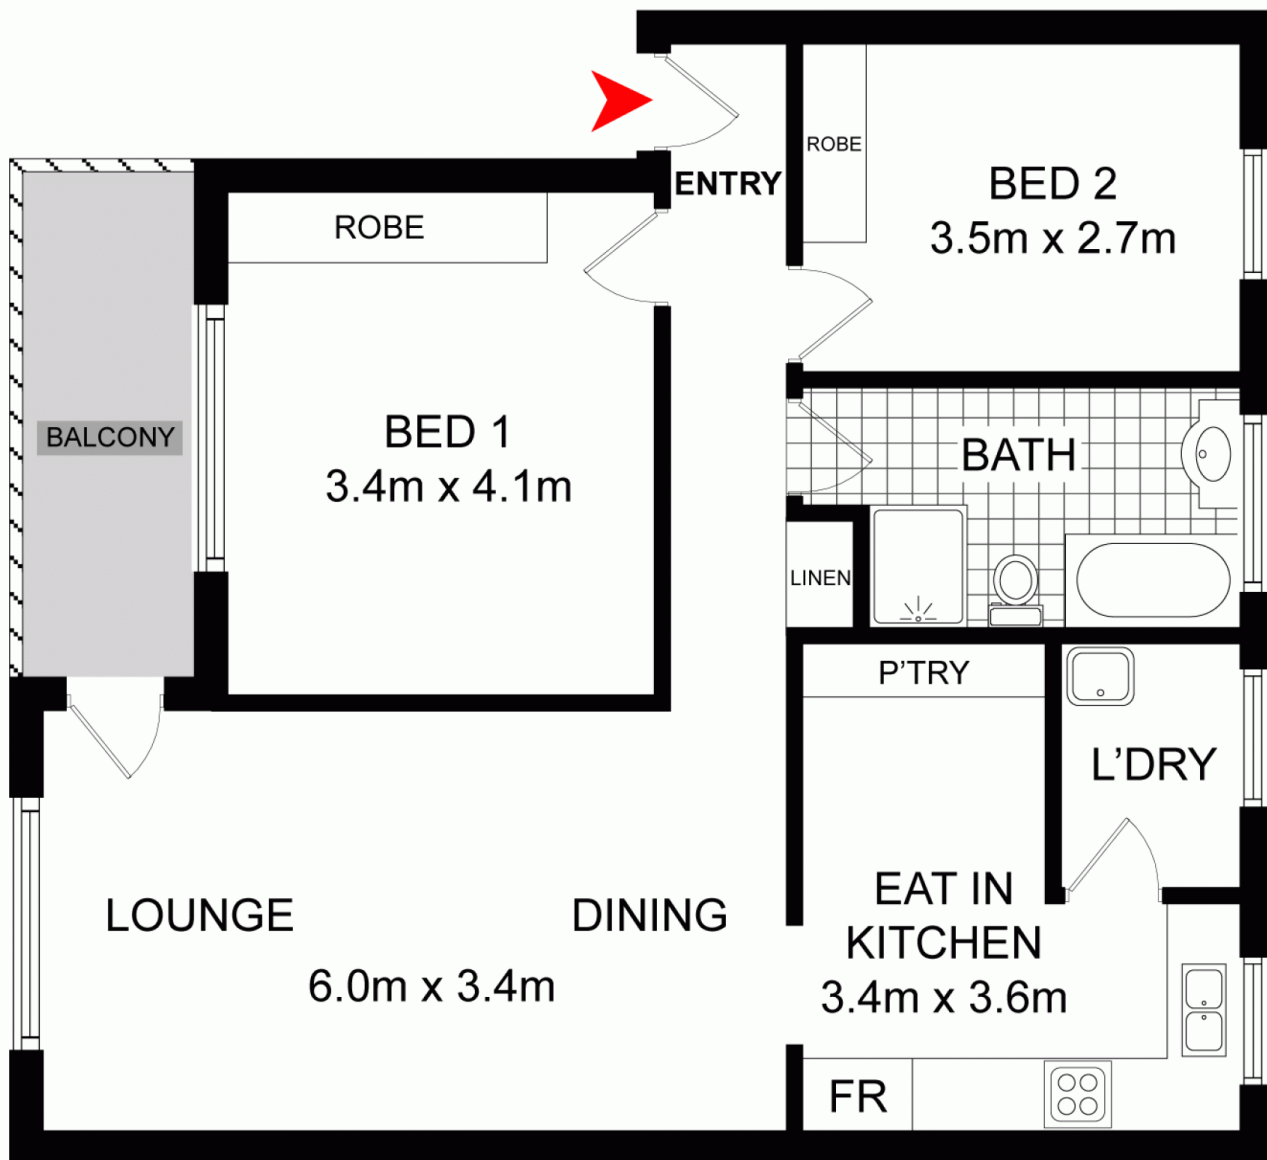 ENTRY
ROBE
BED 2
3.5m x 2.7m
ROBE
BALCONY
BED 1
3.4m x 4.1m
BATH
LINEN
P'TRY
L'DRY
LOUNGE
DINING
6.0m x 3.4m
EAT IN
KITCHEN
3.4m x 3.6m
FR